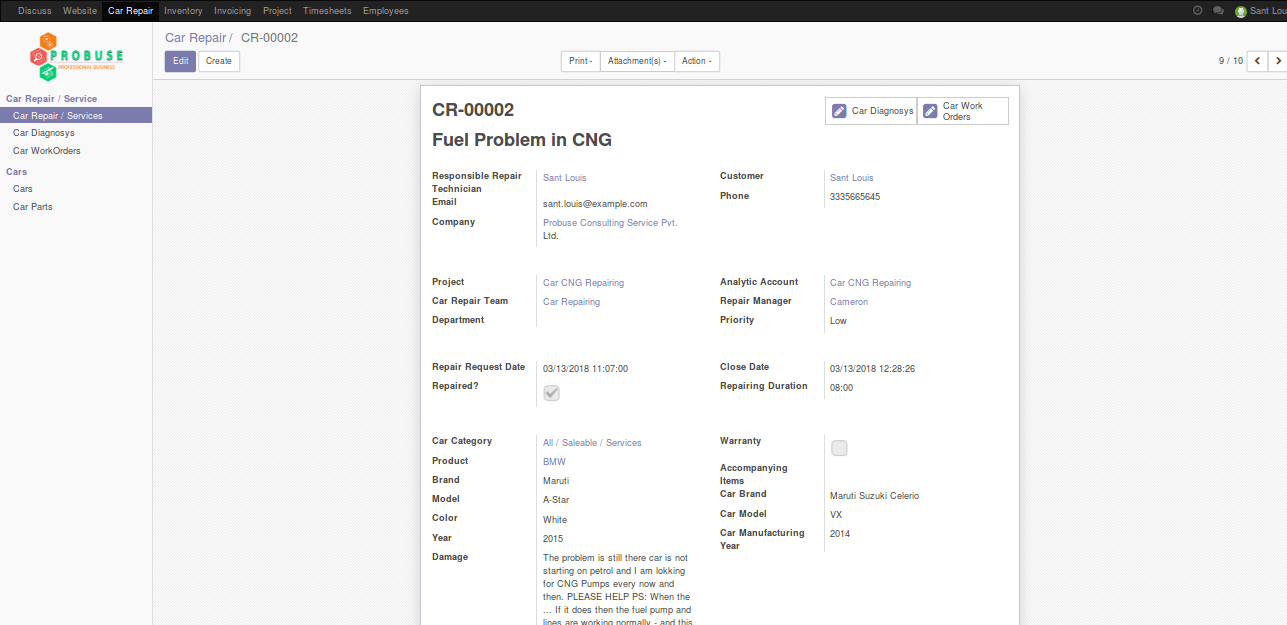 Discuss Website Car Repair Inventory Invoicing Project Timesheets Employees
Sant Lou
PROBUSE
PROFESSIONAL BUSINESS
Car Repair / Service
Car Repair / Services
Car Diagnosys
Car WorkOrders
Cars
Cars
Car Parts
Car Repair / CR-00002
Edit Create
Print Attachment(s) Action
9 / 10
CR-00002
Car Diagnosys
Car Work
Orders
Fuel Problem in CNG
Responsible Repair
Technician
Sant Louis
Email
sant.louis@example.com
Company
Probuse Consulting Service Pvt.
Ltd.
Customer Sant Louis
Phone 3335665645
Project Car CNG Repairing
Car Repair Team Car Repairing
Department
Analytic Account Car CNG Repairing
Repair Manager Cameron
Priority Low
Repair Request Date 03/13/2018 11:07:00
Repaired?
Close Date 03/13/2018 12:28:26
Repairing Duration 08:00
Car Category All / Saleable / Services
Product BMW
Brand Maruti
Model A-Star
Color White
Year 2015
Damage The problem is still there car is not
starting on petrol and I am lokking
for CNG Pumps every now and
then. PLEASE HELP PS: When the
... If it does then the fuel pump and
lines are working normally - and this
Warranty
Accompanying
Items
Car Brand Maruti Suzuki Celerio
Car Model VX
Car Manufacturing
Year
2014